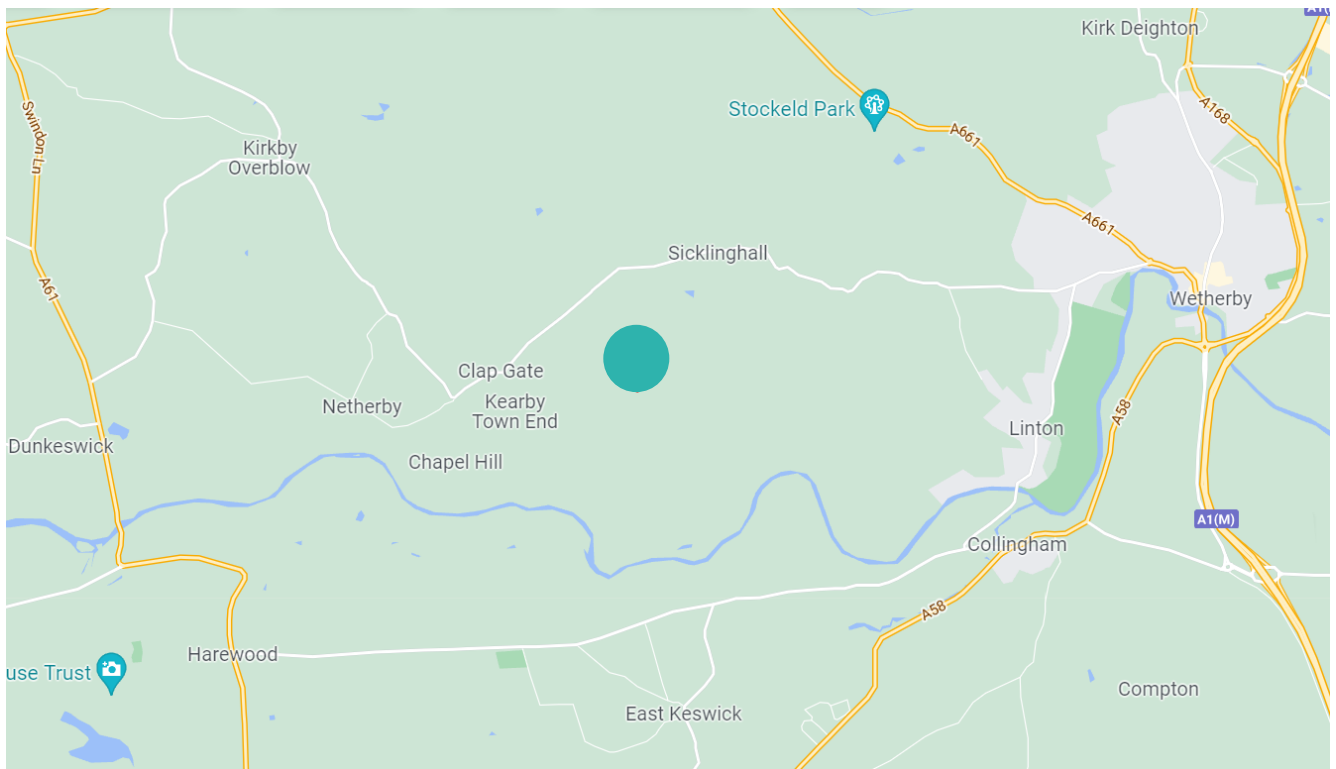 A1(
Kirk Deighton
Stockeld Park
A168
Swindon Ln
A661
Kirkby
Overblow
A661
Sicklinghall
A61
Wetherby
Clap Gate
Netherby
Kearby
Town End
A58
Linton
Dunkeswick
Chapel Hill
A1(M)
Collingham
A58
Harewood
use Trust
Compton
East Keswick